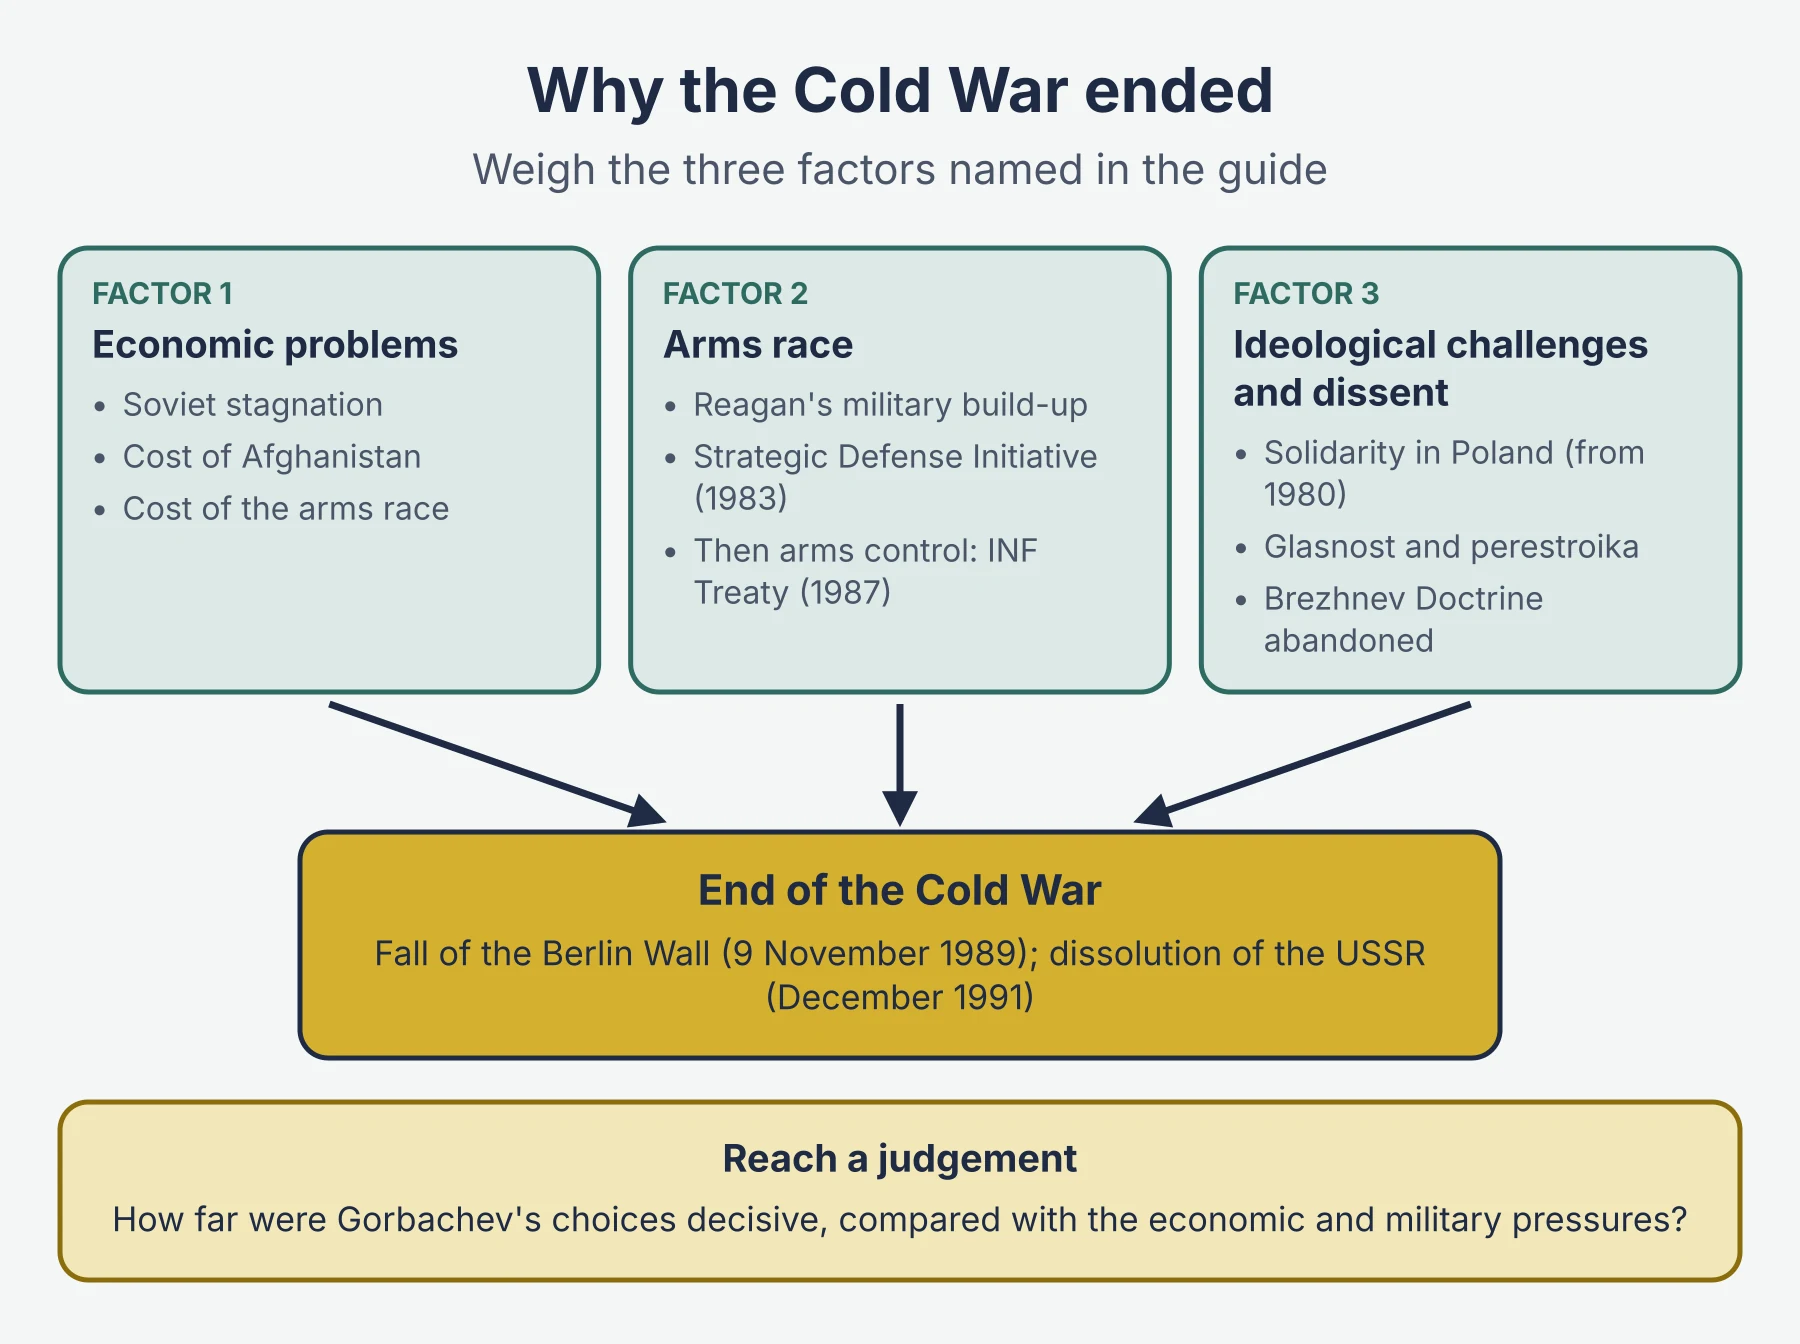 Why the Cold War ended
Weigh the three factors named in the guide
FACTOR 1
Economic problems
• Soviet stagnation
• Cost of Afghanistan
• Cost of the arms race
FACTOR 2
Arms race
• Reagan's military build-up
• Strategic Defense Initiative
(1983)
• Then arms control: INF
Treaty (1987)
FACTOR 3
Ideological challenges
and dissent
• Solidarity in Poland (from
1980)
• Glasnost and perestroika
• Brezhnev Doctrine
abandoned
End of the Cold War
Fall of the Berlin Wall (9 November 1989); dissolution of the USSR
(December 1991)
Reach a judgement
How far were Gorbachev's choices decisive, compared with the economic and military pressures?